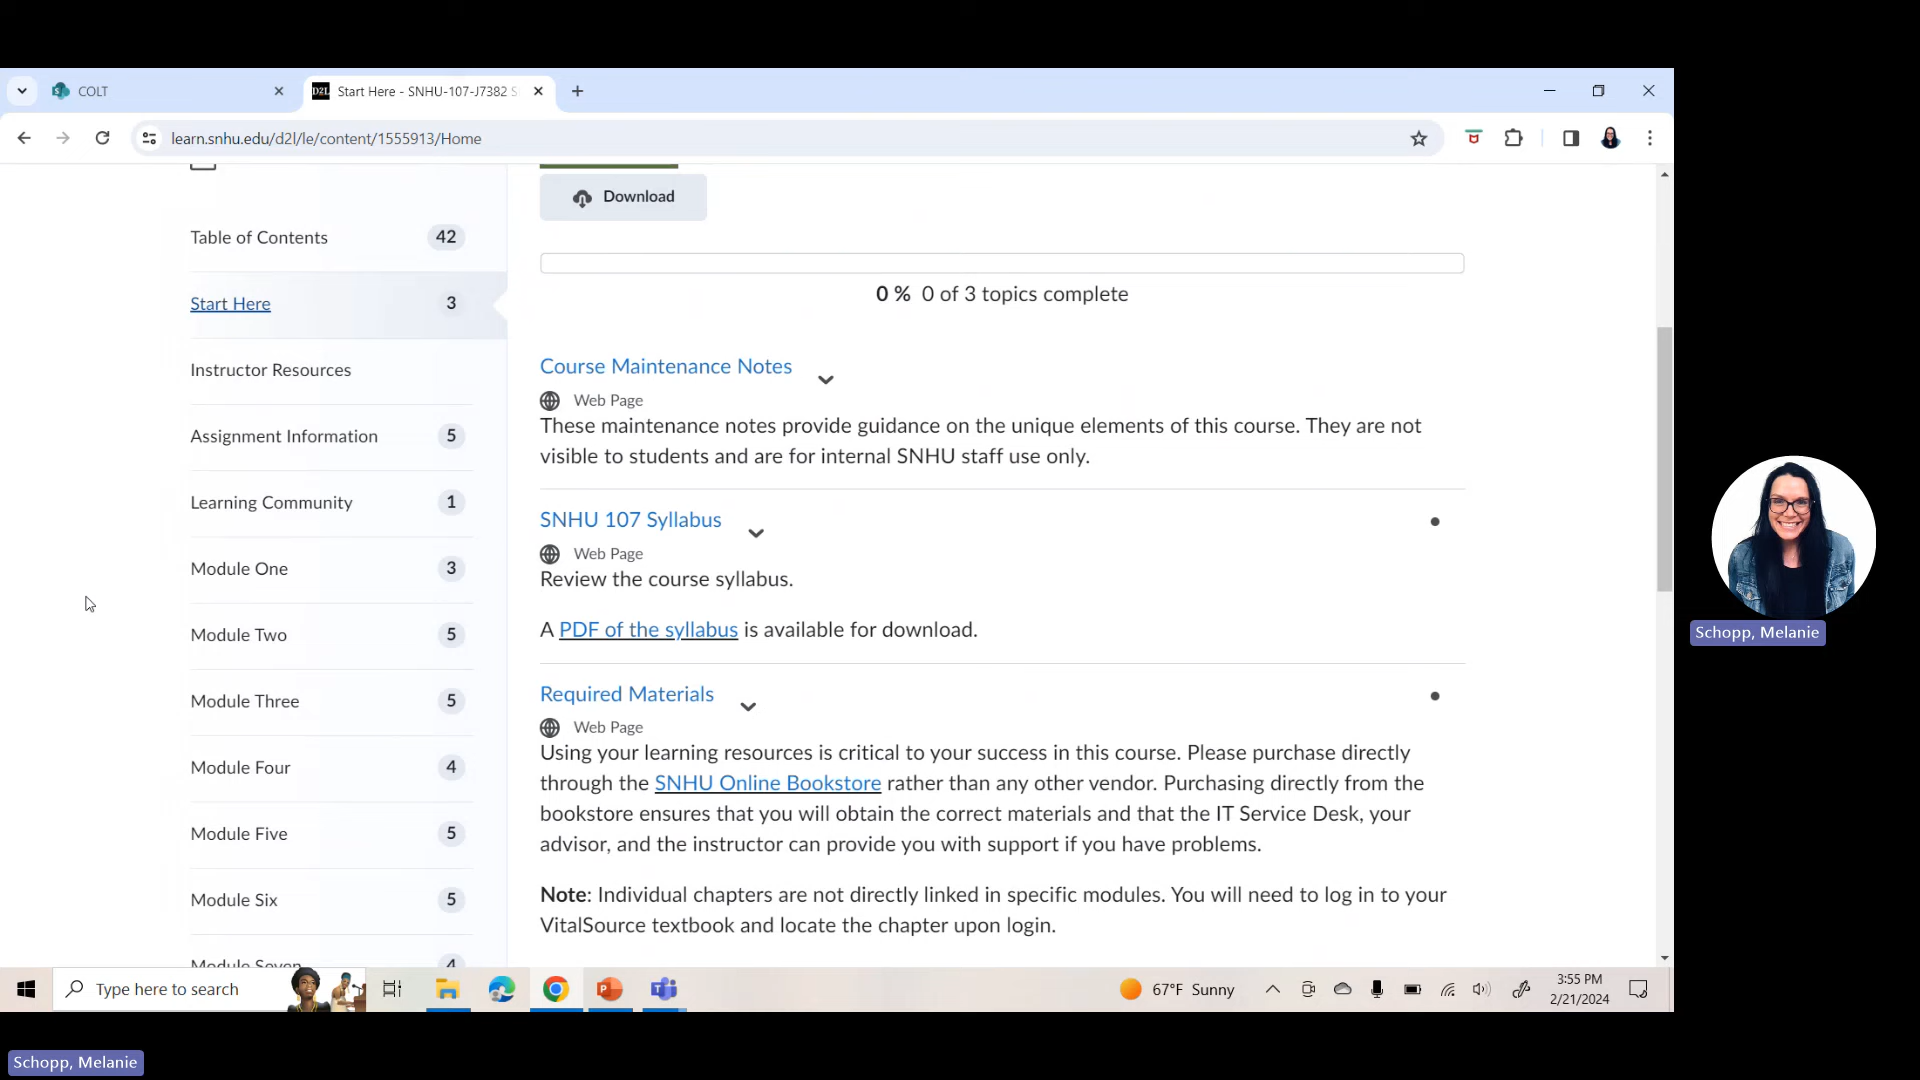 COLT
D2L Start Here - SNHU-107-J7382 S
learn.snhu.edu/d2l/le/content/1555913/Home
Download
Table of Contents 42
Start Here 3
Instructor Resources
Assignment Information 5
Learning Community 1
Module One 3
Module Two 5
Module Three 5
Module Four 4
Module Five 5
Module Six 5
Module Seven 4
0 % 0 of 3 topics complete
Course Maintenance Notes
Web Page
These maintenance notes provide guidance on the unique elements of this course. They are not
visible to students and are for internal SNHU staff use only.
SNHU 107 Syllabus
Web Page
Review the course syllabus.
A PDF of the syllabus is available for download.
Required Materials
Web Page
Using your learning resources is critical to your success in this course. Please purchase directly
through the SNHU Online Bookstore rather than any other vendor. Purchasing directly from the
bookstore ensures that you will obtain the correct materials and that the IT Service Desk, your
advisor, and the instructor can provide you with support if you have problems.
Note: Individual chapters are not directly linked in specific modules. You will need to log in to your
VitalSource textbook and locate the chapter upon login.
Schopp, Melanie
Type here to search
67°F Sunny
3:55 PM
2/21/2024
Schopp, Melanie